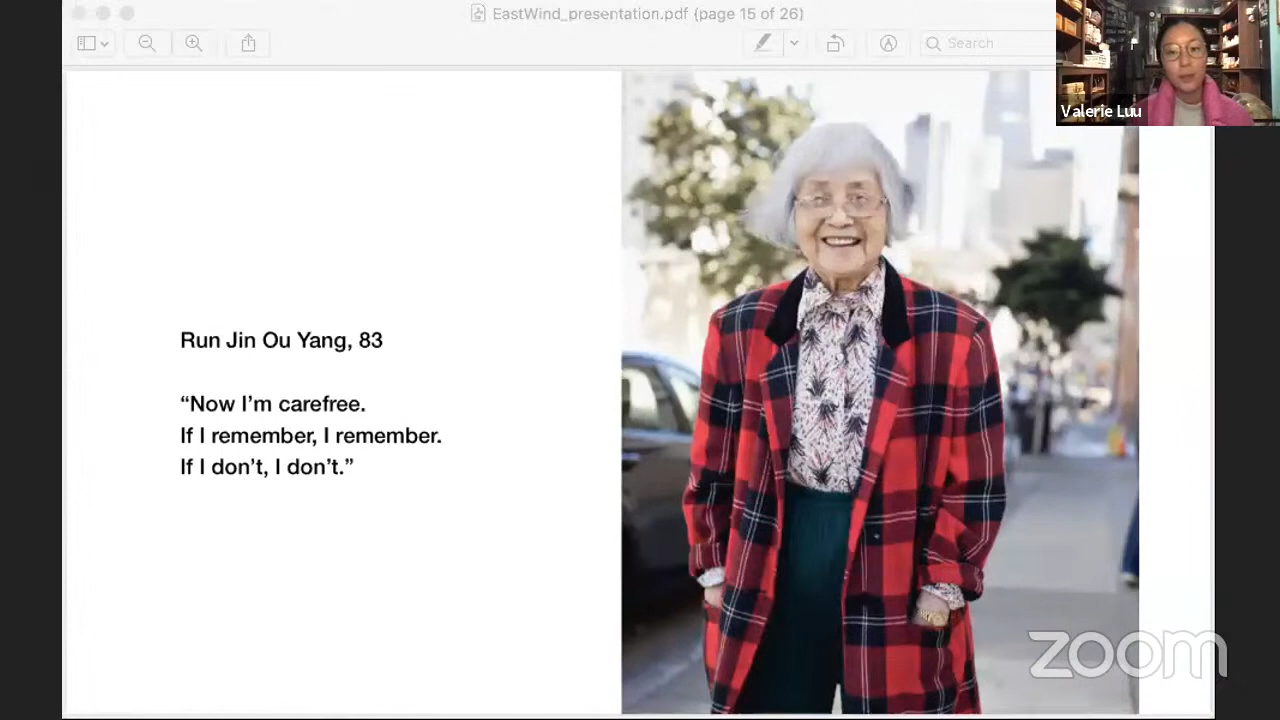 EastWind_presentation.pdf (page 15 of 26)
Search
Valerie Luu
Run Jin Ou Yang, 83
“Now I’m carefree.
If I remember, I remember.
If I don’t, I don’t.”
zoom